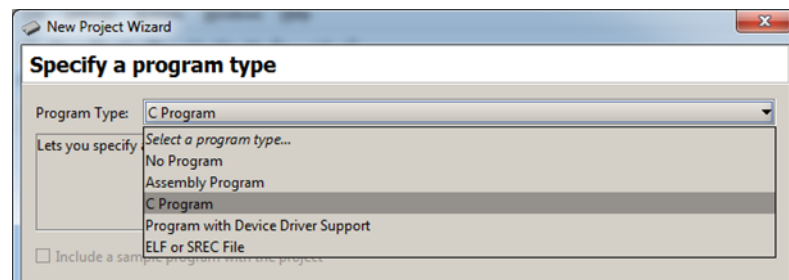 New Project Wizard
Specify a program type
Program Type: C Program
Lets you specify
Select a program type...
No Program
Assembly Program
C Program
Program with Device Driver Support
ELF or SREC File
Include a sample program with the project